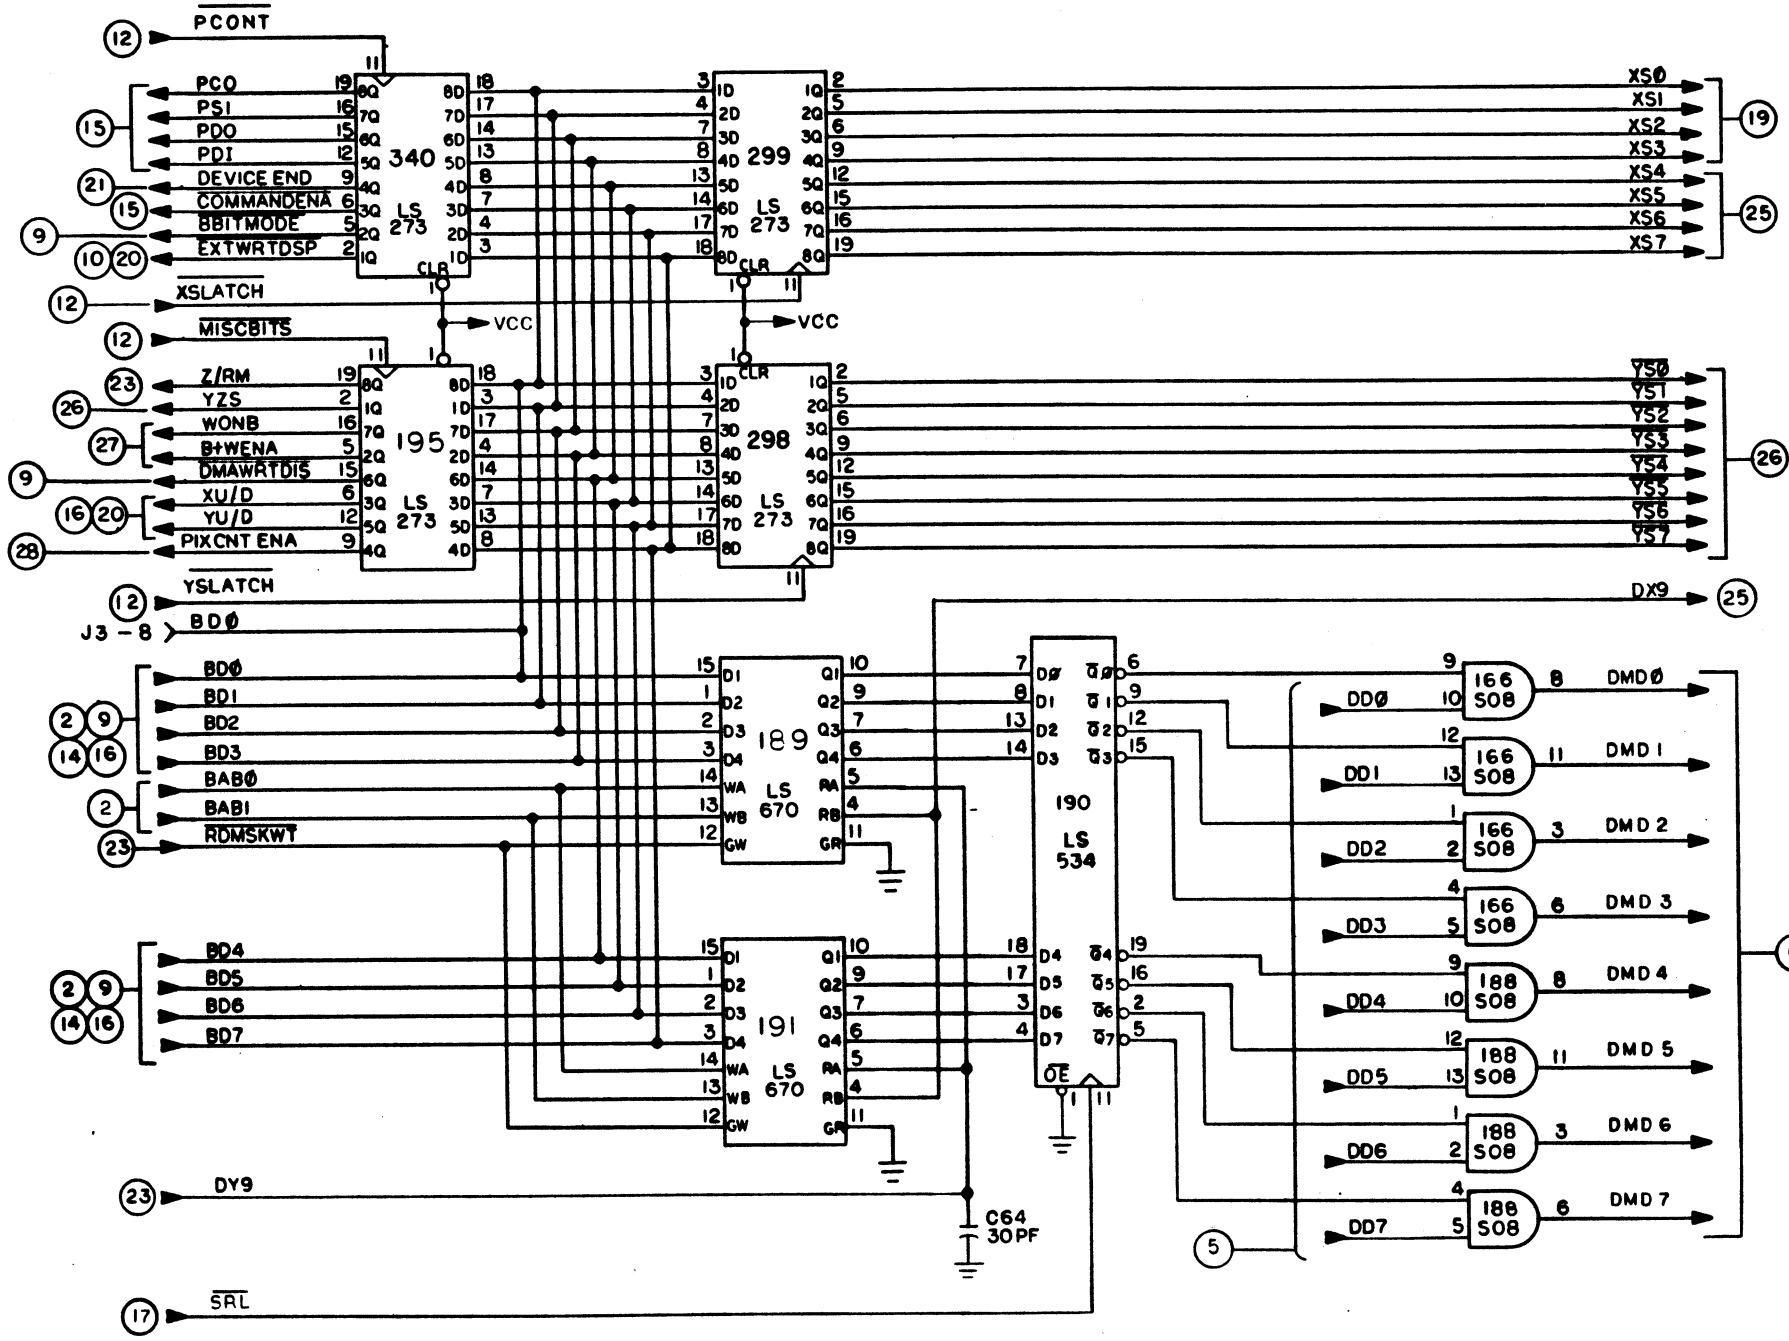 PCONT
12
11
PCO 19 8Q 8D 18 3 1D 1Q 2 XSØ
PSI 16 7Q 7D 17 4 2D 2Q 5 XS1
15 PDO 15 6Q 6D 14 7 3D 3Q 6 XS2 19
PDI 12 5Q 340 5D 13 8 4D 299 4Q 9 XS3
21 DEVICE END 9 4Q 4D 8 13 5D 5Q 12 XS4
15 COMMANDENA 6 3Q LS 3D 7 14 6D LS 6Q 15 XS5 25
9 BBITMODE 5 2Q 273 2D 4 17 7D 273 7Q 16 XS6
10 20 EXTWRTDSP 2 1Q 1D 3 18 8D 8Q 19 XS7
CLR 1 CLR 1 11
12 XSLATCH
12 MISCBITS VCC VCC
11 1 1
23 Z/RM 19 8Q 8D 18 3 1D CLR 1Q 2 YSØ
26 YZS 2 1Q 1D 3 4 2D 2Q 5 YS1
WONB 16 7Q 7D 17 7 3D 3Q 6 YS2
27 B+WENA 5 2Q 195 2D 4 8 4D 298 4Q 9 YS3
9 DMAWRTDIS 15 6Q 6D 14 13 5D 5Q 12 YS4 26
16 20 XU/D 6 3Q LS 3D 7 14 6D LS 6Q 15 YS5
YU/D 12 5Q 273 5D 13 17 7D 273 7Q 16 YS6
28 PIXCNT ENA 9 4Q 4D 8 18 8D 8Q 19 YS7
11
12 YSLATCH DX9 25
J3-8 BDØ
BDØ 15 D1 Q1 10 7 DØ QØ 6 9 166 S08 8 DMDØ
DDØ 10
BD1 1 D2 Q2 9 8 D1 Q1 9
2 9 BD2 2 D3 189 Q3 7 13 D2 Q2 12 12 166 S08 11 DMD1
14 16 BD3 3 D4 Q4 6 14 D3 Q3 15 DD1 13
BABØ 14 WA LS RA 5
2 BAB1 13 WB 670 RB 4 190 1 166 S08 3 DMD2
23 RDMSKWT 12 GW GR 11 LS DD2 2
534
4 166 S08 6 DMD3
DD3 5
BD4 15 D1 Q1 10 18 D4 Q4 19 9 188 S08 8 DMD4
2 9 BD5 1 D2 Q2 9 17 D5 Q5 16 DD4 10
14 16 BD6 2 D3 191 Q3 7 3 D6 Q6 2
BD7 3 D4 Q4 6 4 D7 Q7 5 12 188 S08 11 DMD5
14 WA LS RA 5 OE DD5 13
13 WB 670 RB 4 1 11
12 GW GR 11 1 188 S08 3 DMD6
DD6 2
23 DY9 4 188 S08 6 DMD7
C64 DD7 5
30PF 5
17 SRL